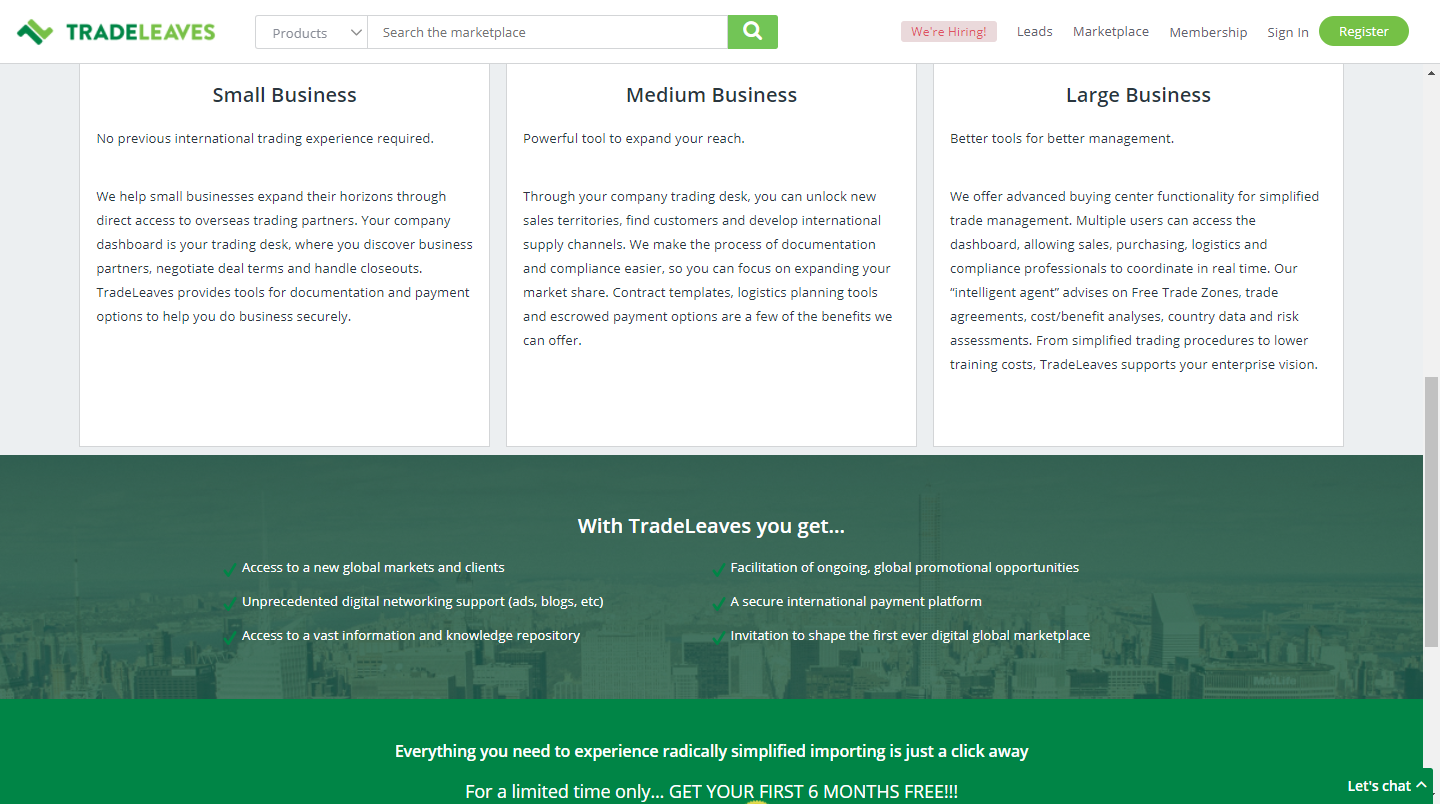 TRADELEAVES
Products
Search the marketplace
We're Hiring!
Leads
Marketplace
Membership
Sign In
Register
Small Business
No previous international trading experience required.
We help small businesses expand their horizons through
direct access to overseas trading partners. Your company
dashboard is your trading desk, where you discover business
partners, negotiate deal terms and handle closeouts.
TradeLeaves provides tools for documentation and payment
options to help you do business securely.
Medium Business
Powerful tool to expand your reach.
Through your company trading desk, you can unlock new
sales territories, find customers and develop international
supply channels. We make the process of documentation
and compliance easier, so you can focus on expanding your
market share. Contract templates, logistics planning tools
and escrowed payment options are a few of the benefits we
can offer.
Large Business
Better tools for better management.
We offer advanced buying center functionality for simplified
trade management. Multiple users can access the
dashboard, allowing sales, purchasing, logistics and
compliance professionals to coordinate in real time. Our
“intelligent agent” advises on Free Trade Zones, trade
agreements, cost/benefit analyses, country data and risk
assessments. From simplified trading procedures to lower
training costs, TradeLeaves supports your enterprise vision.
With TradeLeaves you get...
Access to a new global markets and clients
Unprecedented digital networking support (ads, blogs, etc)
Access to a vast information and knowledge repository
Facilitation of ongoing, global promotional opportunities
A secure international payment platform
Invitation to shape the first ever digital global marketplace
MetLife
Everything you need to experience radically simplified importing is just a click away
For a limited time only... GET YOUR FIRST 6 MONTHS FREE!!!
Let's chat